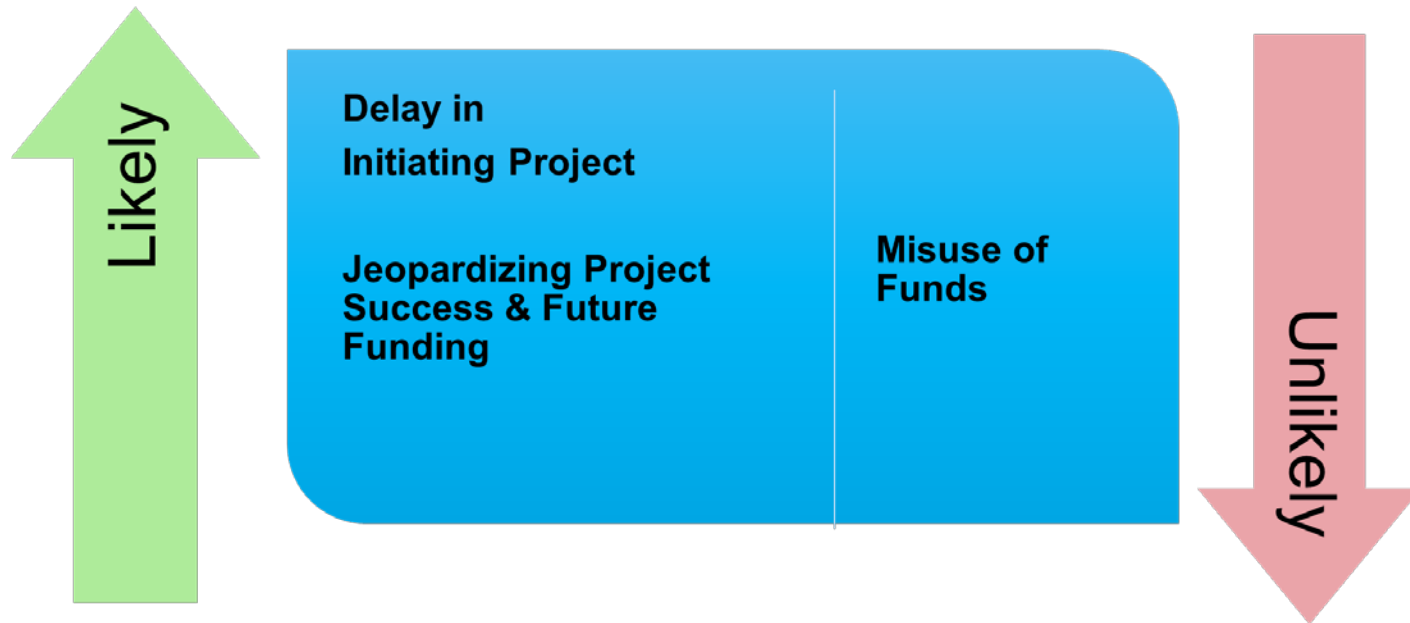 Likely
Delay in
Initiating Project
Jeopardizing Project
Success & Future
Funding
Misuse of
Funds
Unlikely